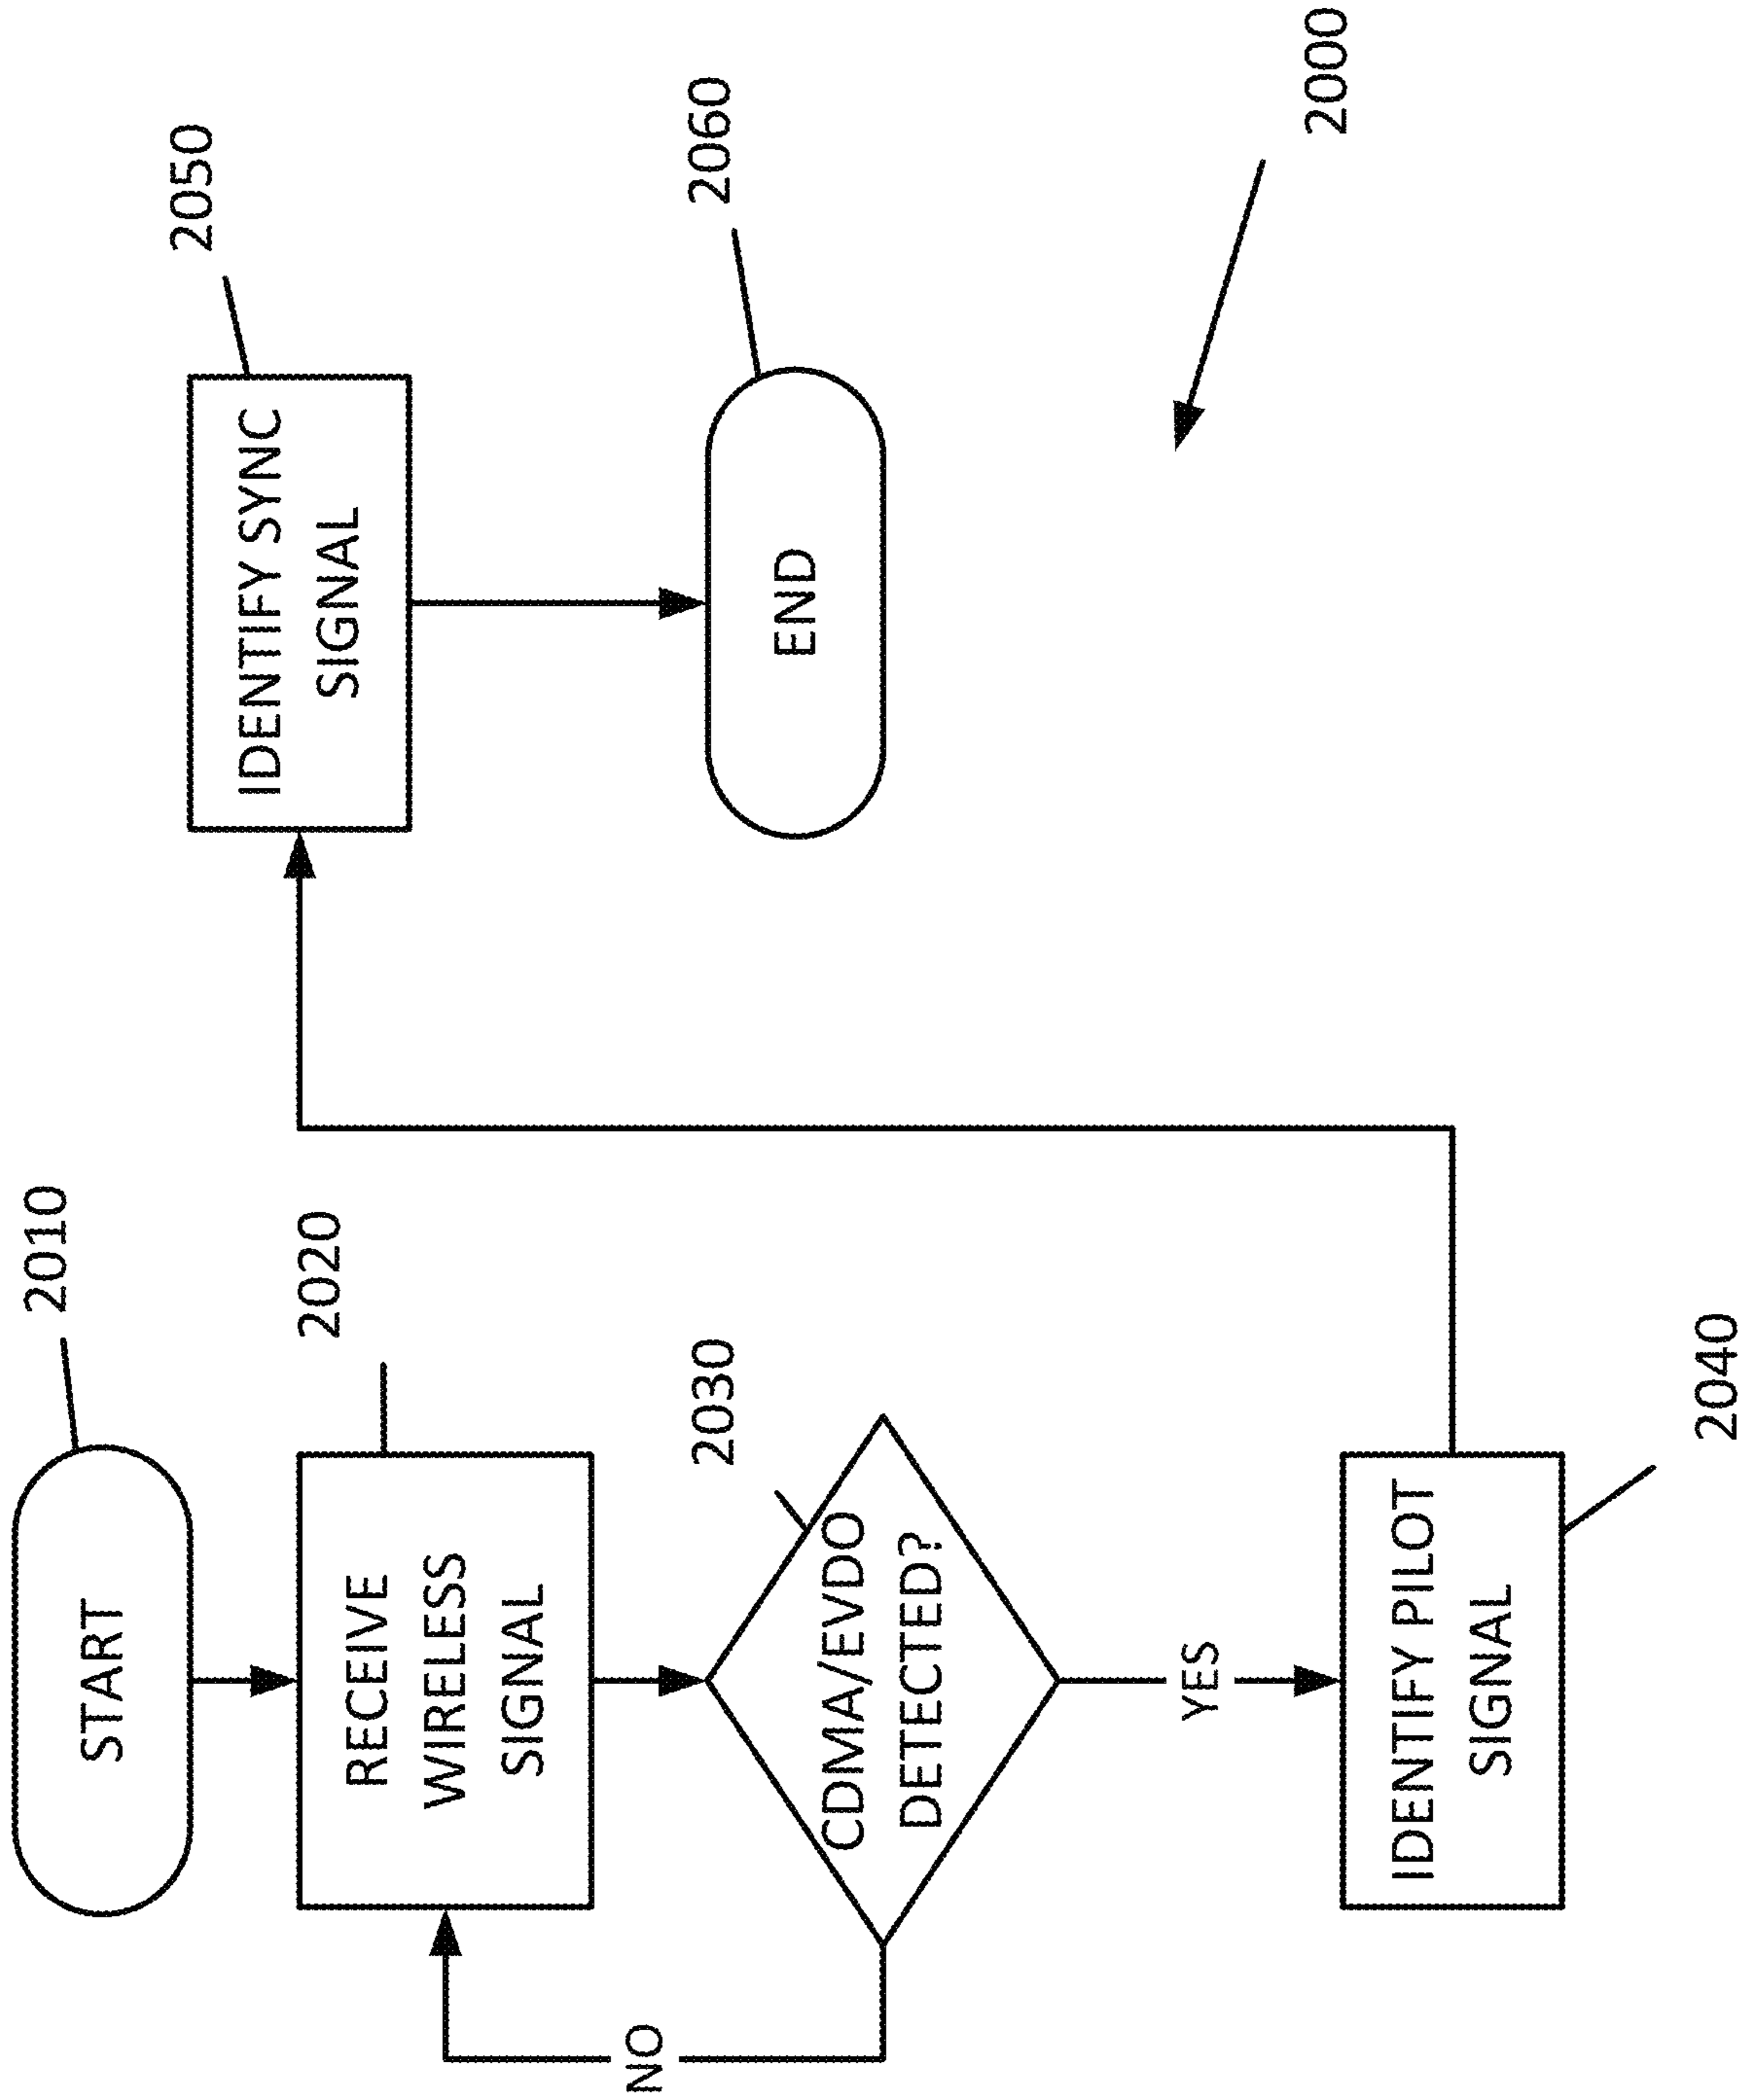 START
2010
RECEIVE
WIRELESS
SIGNAL
2020
CDMA/EVDO
DETECTED?
2030
NO
YES
IDENTIFY PILOT
SIGNAL
2040
IDENTIFY SYNC
SIGNAL
2050
END
2060
2000